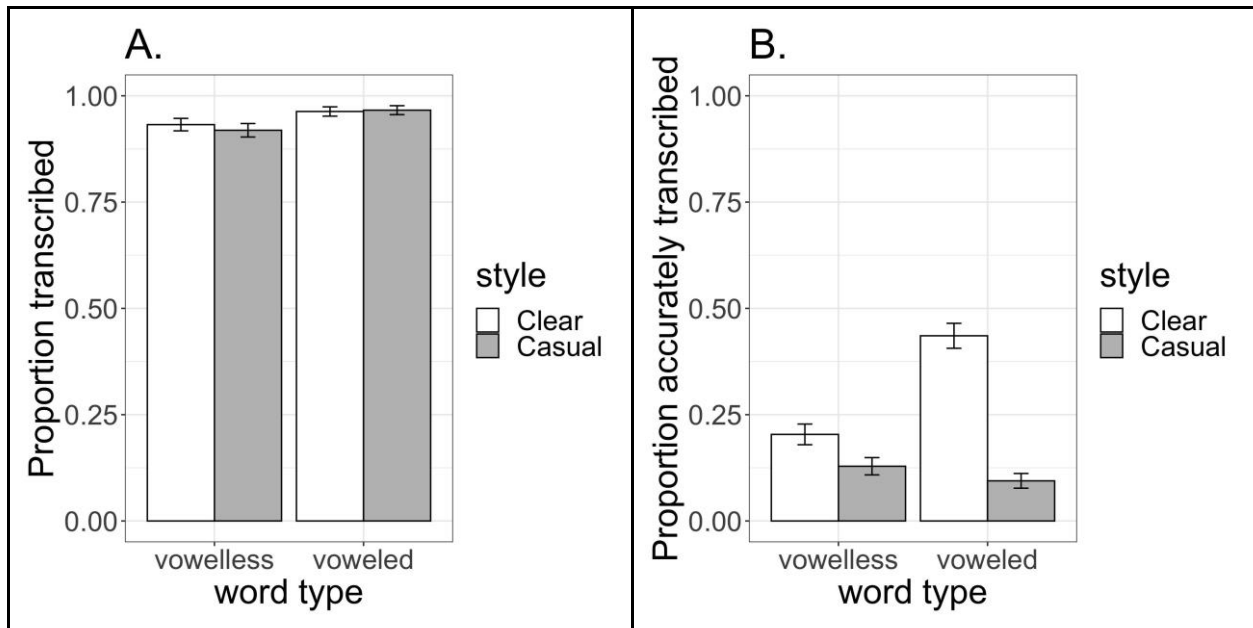 A.
Proportion transcribed
1.00
0.75
0.50
0.25
0.00
vowelless voweled
word type
style
Clear
Casual
B.
Proportion accurately transcribed
1.00
0.75
0.50
0.25
0.00
vowelless voweled
word type
style
Clear
Casual